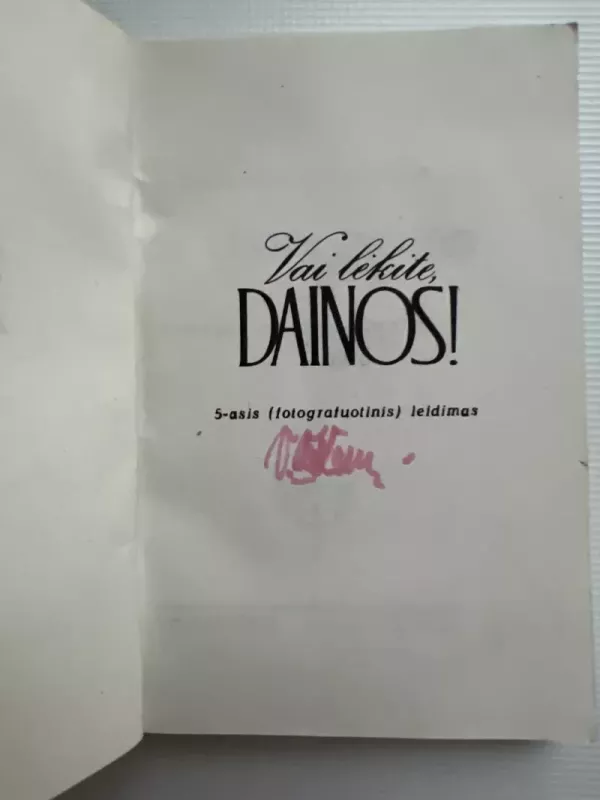 Vai lėkite,
DAINOS!
5-asis (fotografuotinis) leidimas